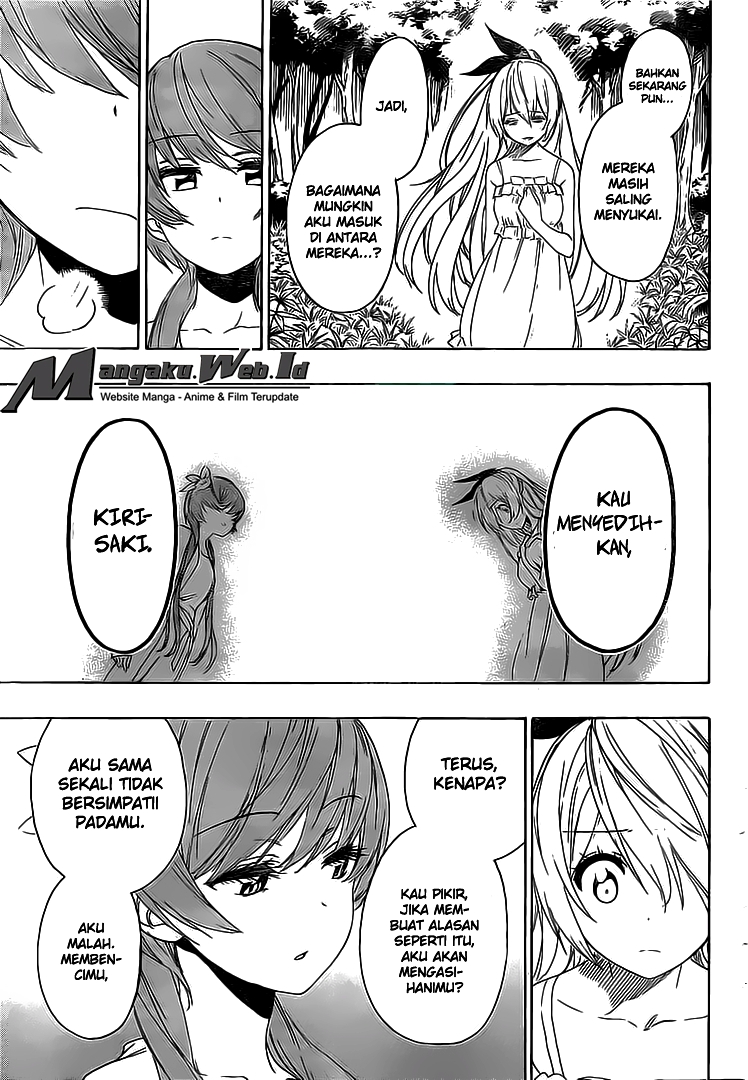 BAHKAN
SEKARANG
PUN...
MEREKA
MASIH
SALING
MENYUKAI.
JADI,
BAGAIMANA
MUNGKIN
AKU MASUK
DI ANTARA
MEREKA...?
Mangaku.Web.Id
Website Manga - Anime & Film Terupdate
KAU
MENYEDIH-
KAN,
KIRI-
SAKI.
TERUS,
KENAPA?
KAU PIKIR,
JIKA MEM-
BUAT ALASAN
SEPERTI ITU,
AKU AKAN
MENGASI-
HANIMU?
AKU SAMA
SEKALI TIDAK
BERSIMPATII
PADAMU.
AKU
MALAH.
MEMBEN-
CIMU,